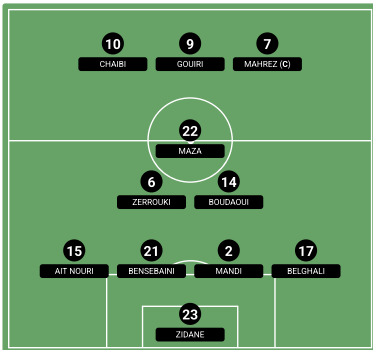 10 9 7
CHAIBI GOUIRI MAHREZ (C)
22
MAZA
6 14
ZERROUKI BOUDAOUI
15 21 2 17
AIT NOURI BENSEBAINI MANDI BELGHALI
23
ZIDANE